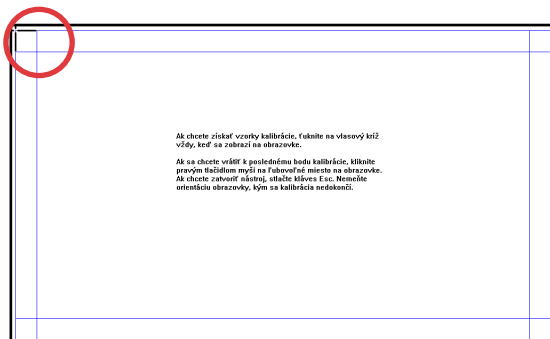 Ak chcete získať vzorky kalibrácie, ťuknite na vlasový kríž
vždy, keď sa zobrazí na obrazovke.
Ak sa chcete vrátiť k poslednému bodu kalibrácie, kliknite
pravým tlačidlom myši na ľubovoľné miesto na obrazovke.
Ak chcete zatvoriť nástroj, stlačte kláves Esc. Nemeňte
orientáciu obrazovky, kým sa kalibrácia nedokončí.